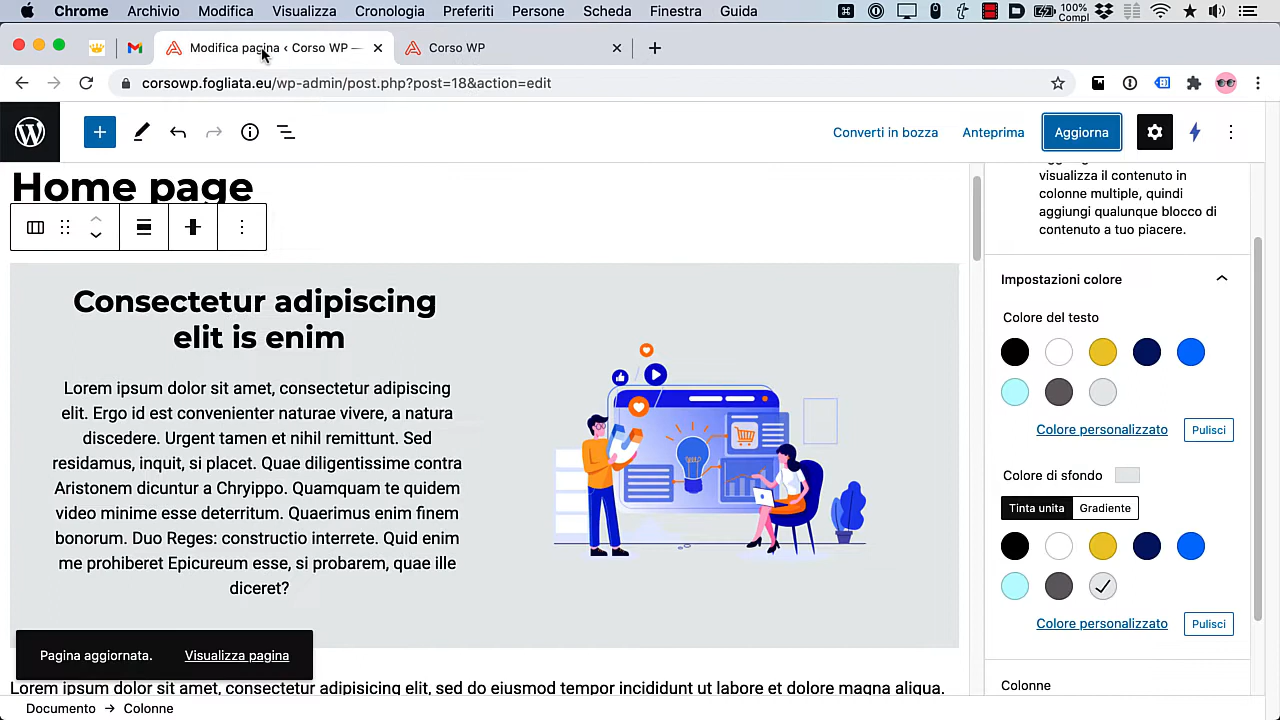 Chrome Archivio Modifica Visualizza Cronologia Preferiti Persone Scheda Finestra Guida 100% Compl
Modifica pagina ‹ Corso WP — Corso WP
corsowp.fogliata.eu/wp-admin/post.php?post=18&action=edit
Converti in bozza Anteprima Aggiorna
Home page
visualizza il contenuto in
colonne multiple, quindi
aggiungi qualunque blocco di
contenuto a tuo piacere.
Consectetur adipiscing
elit is enim
Lorem ipsum dolor sit amet, consectetur adipiscing
elit. Ergo id est convenienter naturae vivere, a natura
discedere. Urgent tamen et nihil remittunt. Sed
residamus, inquit, si placet. Quae diligentissime contra
Aristonem dicuntur a Chryippo. Quamquam te quidem
video minime esse deterritum. Quaerimus enim finem
bonorum. Duo Reges: constructio interrete. Quid enim
me prohiberet Epicureum esse, si probarem, quae ille
diceret?
Impostazioni colore
Colore del testo
Colore personalizzato Pulisci
Colore di sfondo
Tinta unita Gradiente
Colore personalizzato Pulisci
Colonne
Pagina aggiornata. Visualizza pagina
Lorem ipsum dolor sit amet, consectetur adipisicing elit, sed do eiusmod tempor incididunt ut labore et dolore magna aliqua.
Documento → Colonne